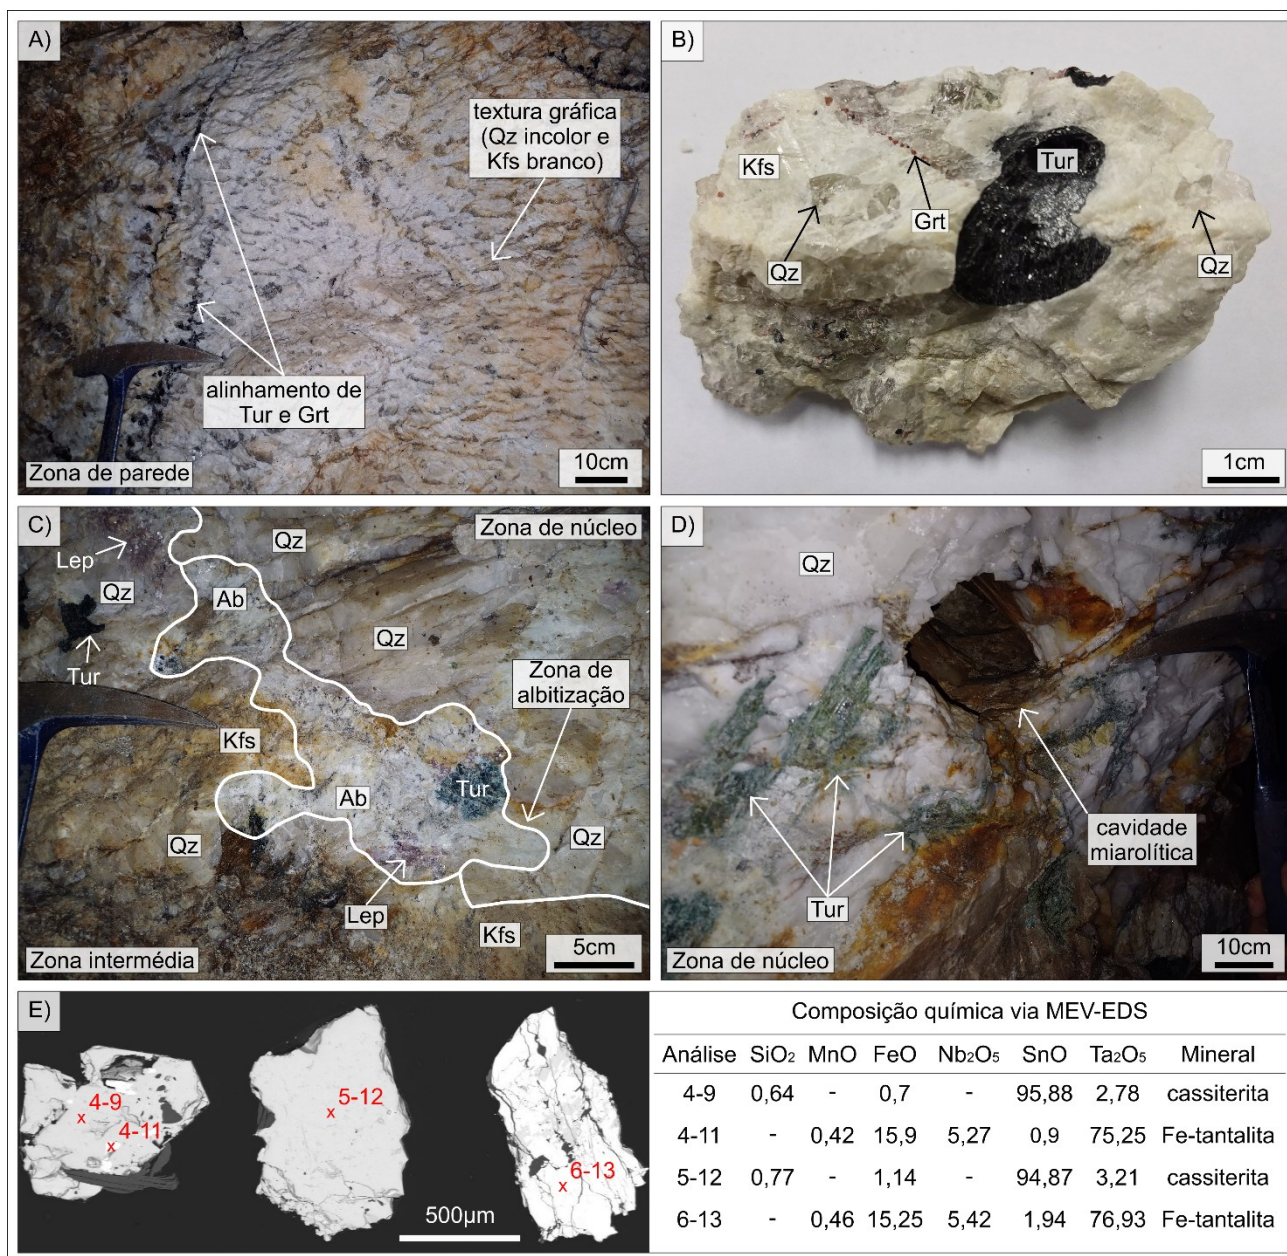 A)
textura gráfica
(Qz incolor e
Kfs branco)
alinhamento de
Tur e Grt
Zona de parede
10cm
B)
Kfs
Tur
Qz
Grt
Qz
1cm
C)
Qz
Zona de núcleo
Lep
Qz
Ab
Qz
Tur
Zona de
albitização
Kfs
Ab
Tur
Qz
Qz
Lep
Kfs
Zona intermédia
5cm
D)
Qz
cavidade
miarolítica
Tur
Zona de núcleo
10cm
E)
4-9
4-11
5-12
6-13
500µm
Composição química via MEV-EDS
Análise SiO₂ MnO FeO Nb₂O₅ SnO Ta₂O₅ Mineral
4-9 0,64 - 0,7 - 95,88 2,78 cassiterita
4-11 - 0,42 15,9 5,27 0,9 75,25 Fe-tantalita
5-12 0,77 - 1,14 - 94,87 3,21 cassiterita
6-13 - 0,46 15,25 5,42 1,94 76,93 Fe-tantalita